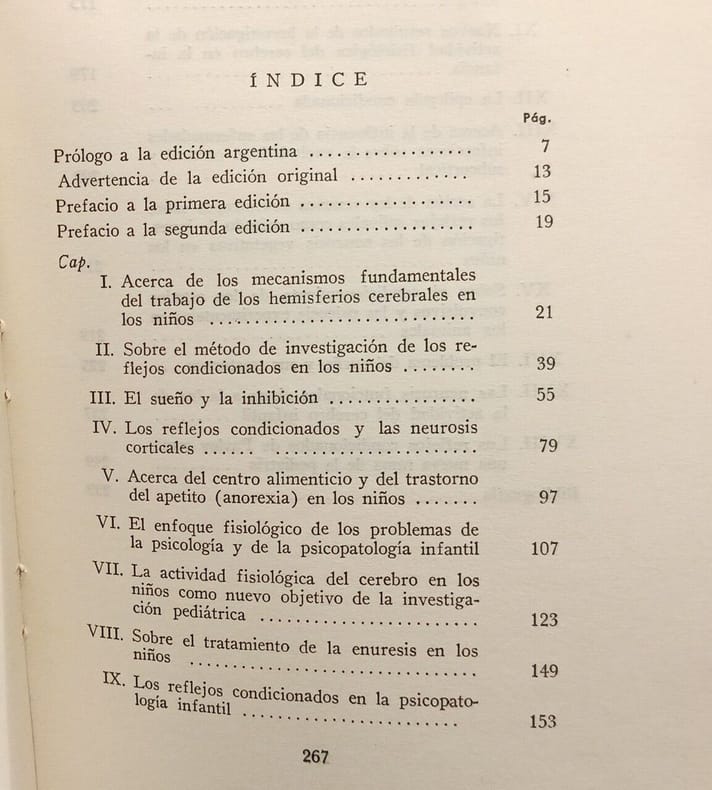 ÍNDICE
Pág.
Prólogo a la edición argentina .................. 7
Advertencia de la edición original ............. 13
Prefacio a la primera edición ................... 15
Prefacio a la segunda edición ................... 19
Cap.
I. Acerca de los mecanismos fundamentales
del trabajo de los hemisferios cerebrales en
los niños ............................. 21
II. Sobre el método de investigación de los re-
flejos condicionados en los niños ........ 39
III. El sueño y la inhibición ................ 55
IV. Los reflejos condicionados y las neurosis
corticales ...... ....................... 79
V. Acerca del centro alimenticio y del trastorno
del apetito (anorexia) en los niños ....... 97
VI. El enfoque fisiológico de los problemas de
la psicología y de la psicopatología infantil 107
VII. La actividad fisiológica del cerebro en los
niños como nuevo objetivo de la investiga-
ción pediátrica ......................... 123
VIII. Sobre el tratamiento de la enuresis en los
niños ................................. 149
IX. Los reflejos condicionados en la psicopato-
logía infantil ......................... 153
267